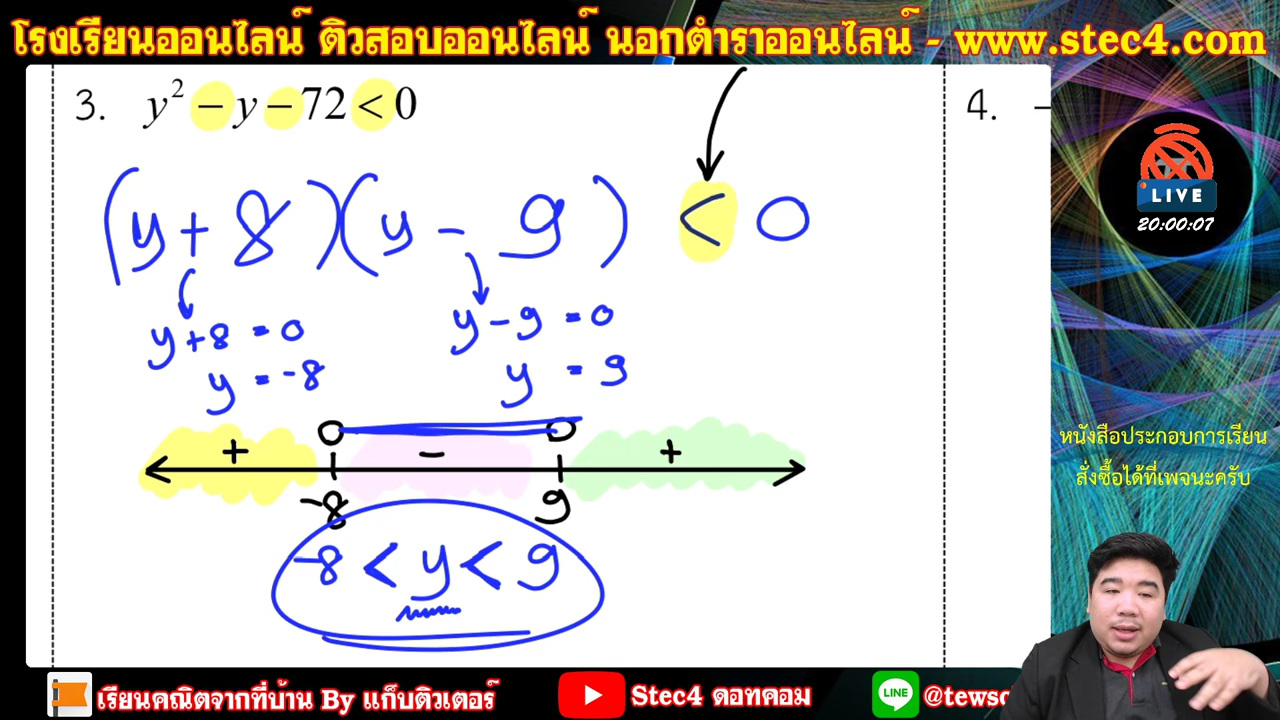 โรงเรียนออนไลน์ ติวสอบออนไลน์ นอกตำราออนไลน์ - www.stec4.com
3. y² − y − 72 < 0
4. −
(y + 8)(y − 9) < 0
y + 8 = 0
y − 9 = 0
y = −8
y = 9
+ − +
−8 9
−8 < y < 9
LIVE
20:00:07
หนังสือประกอบการเรียน
สั่งซื้อได้ที่เพจนะครับ
เรียนคณิตจากที่บ้าน By แก็บติวเตอร์
Stec4 ดอทคอม
LINE
@tewsc